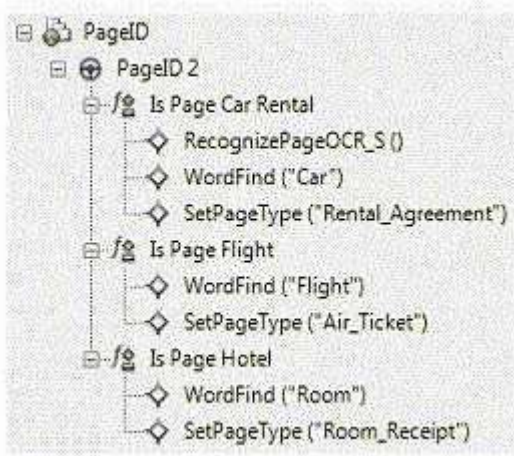 PageID
PageID 2
Is Page Car Rental
RecognizePageOCR_S ()
WordFind ("Car")
SetPageType ("Rental_Agreement")
Is Page Flight
WordFind ("Flight")
SetPageType ("Air_Ticket")
Is Page Hotel
WordFind ("Room")
SetPageType ("Room_Receipt")